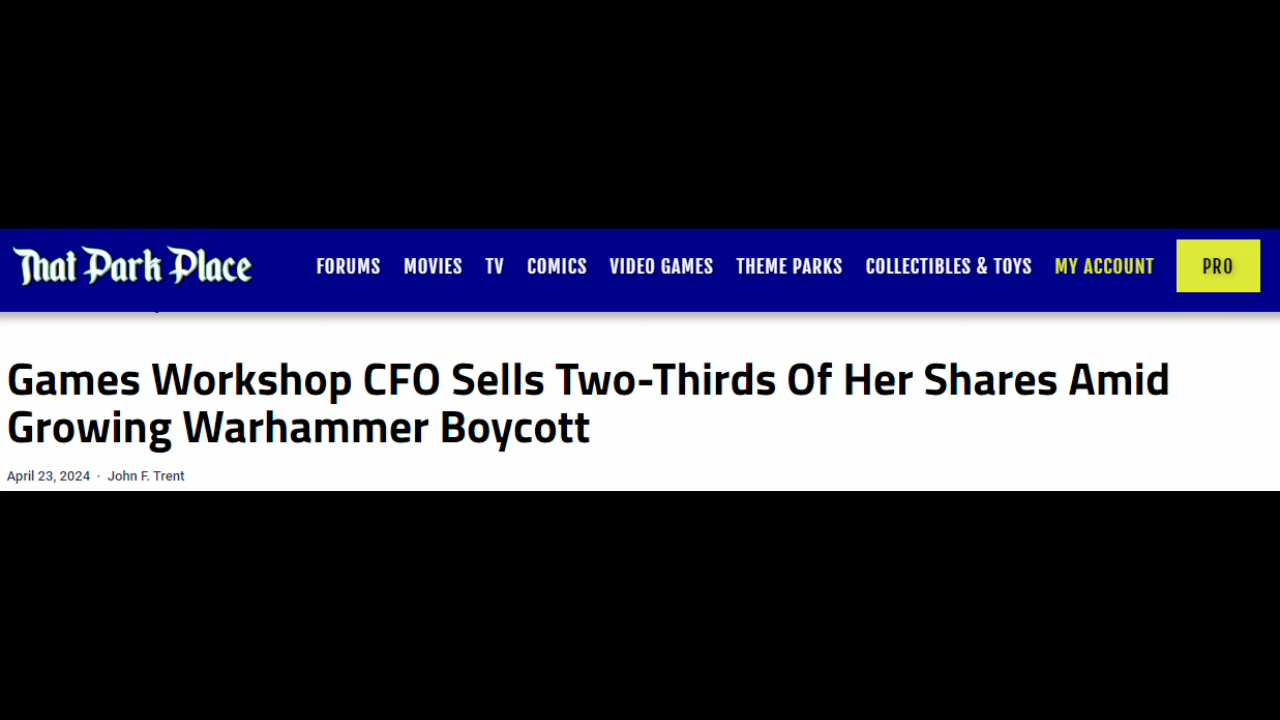 That Park Place FORUMS MOVIES TV COMICS VIDEO GAMES THEME PARKS COLLECTIBLES & TOYS MY ACCOUNT PRO
Games Workshop CFO Sells Two-Thirds Of Her Shares Amid
Growing Warhammer Boycott
April 23, 2024 · John F. Trent